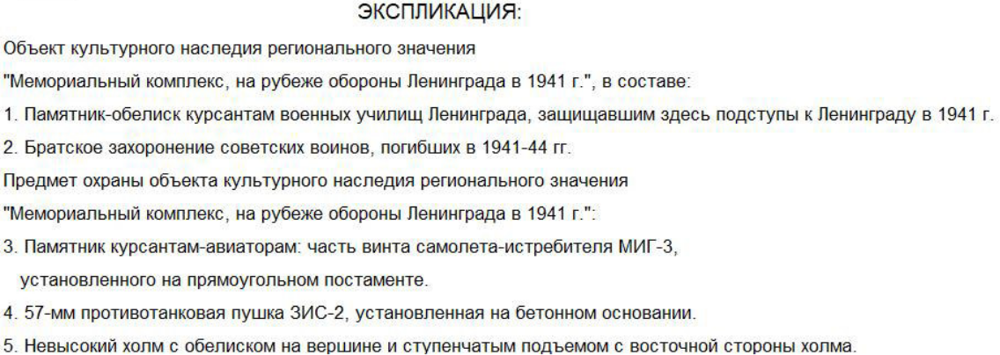 ЭКСПЛИКАЦИЯ:
Объект культурного наследия регионального значения
"Мемориальный комплекс, на рубеже обороны Ленинграда в 1941 г.", в составе:
1. Памятник-обелиск курсантам военных училищ Ленинграда, защищавшим здесь подступы к Ленинграду в 1941 г.
2. Братское захоронение советских воинов, погибших в 1941-44 гг.
Предмет охраны объекта культурного наследия регионального значения
"Мемориальный комплекс, на рубеже обороны Ленинграда в 1941 г.":
3. Памятник курсантам-авиаторам: часть винта самолета-истребителя МИГ-3,
установленного на прямоугольном постаменте.
4. 57-мм противотанковая пушка ЗИС-2, установленная на бетонном основании.
5. Невысокий холм с обелиском на вершине и ступенчатым подъемом с восточной стороны холма.